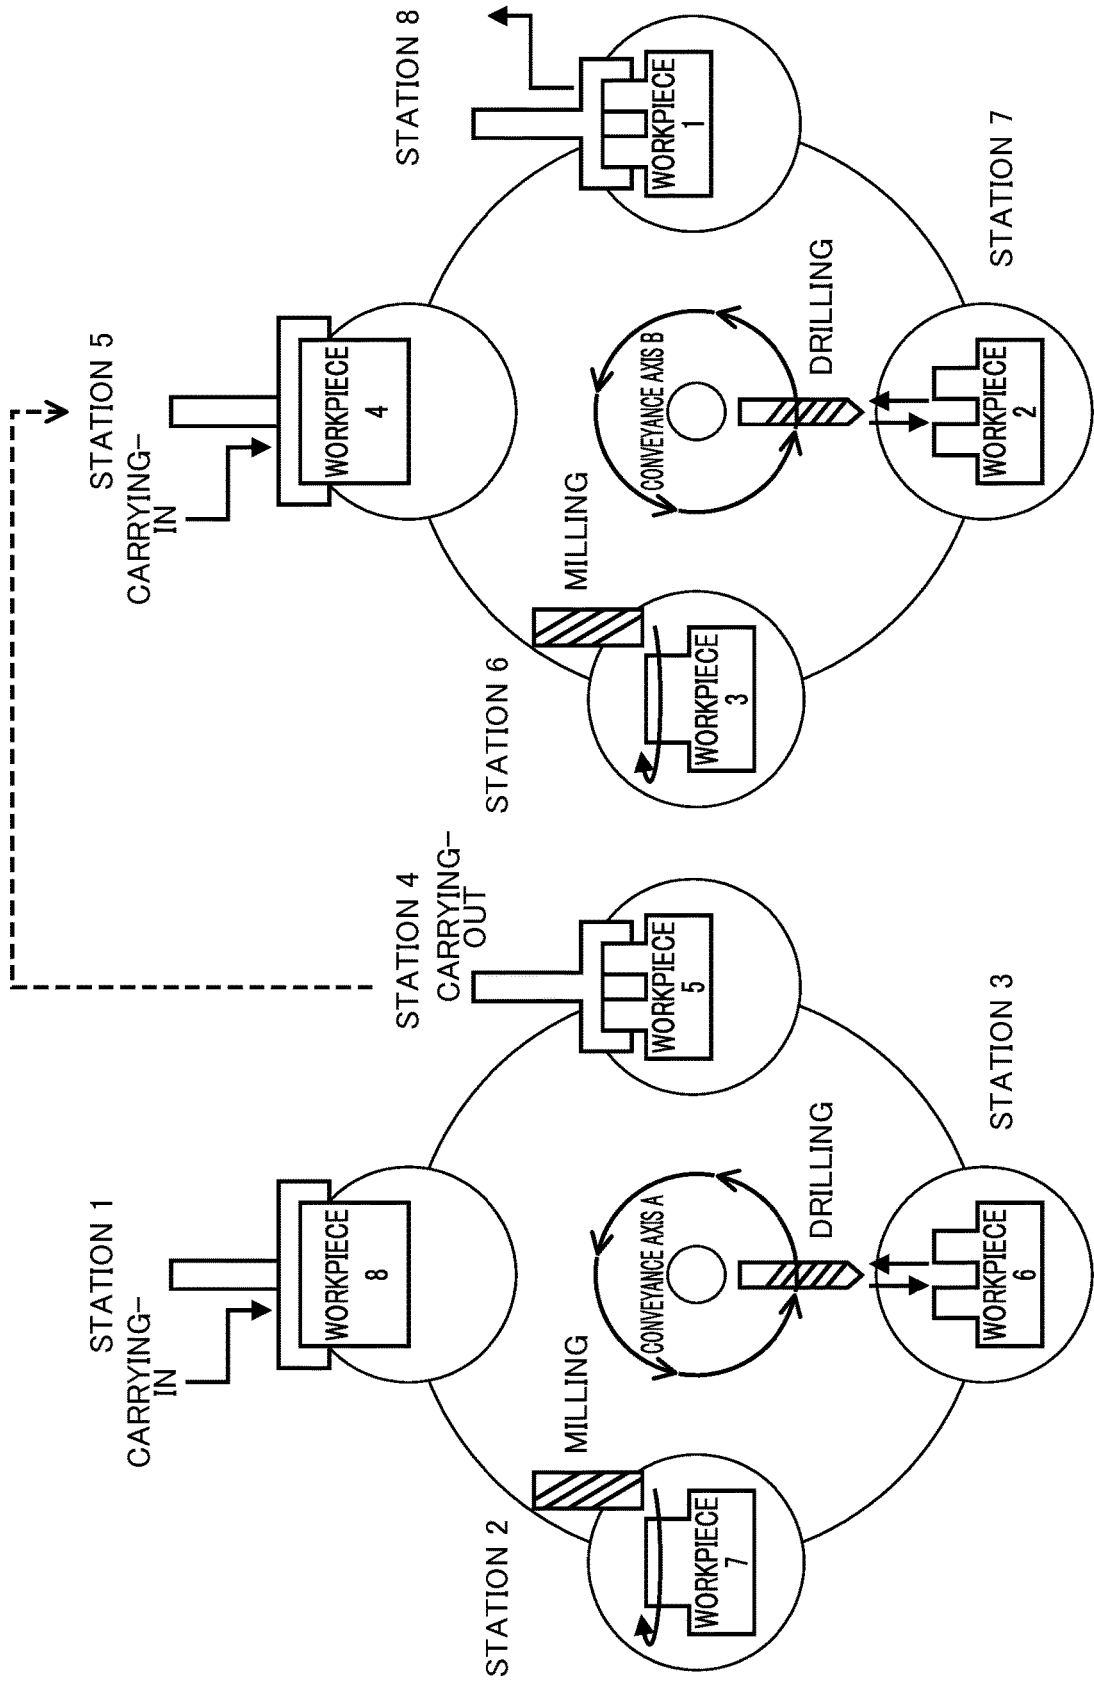 STATION 1
CARRYING-
IN
WORKPIECE
8
STATION 2
MILLING
WORKPIECE
7
CONVEYANCE AXIS A
DRILLING
STATION 3
WORKPIECE
6
STATION 4
CARRYING-
OUT
WORKPIECE
5
STATION 5
CARRYING-
IN
WORKPIECE
4
STATION 6
MILLING
WORKPIECE
3
CONVEYANCE AXIS B
DRILLING
STATION 7
WORKPIECE
2
STATION 8
WORKPIECE
1